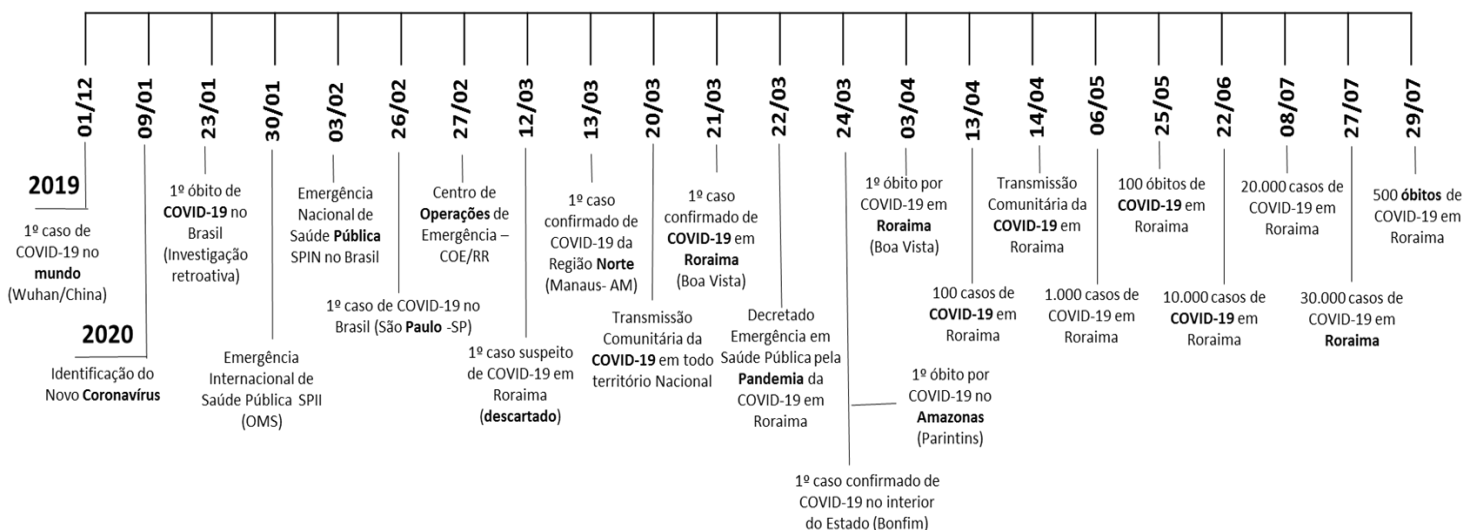 01/12
09/01
23/01
30/01
03/02
26/02
27/02
12/03
13/03
20/03
21/03
22/03
24/03
03/04
13/04
14/04
06/05
25/05
22/06
08/07
27/07
29/07
2019
1º caso de
COVID-19 no
mundo
(Wuhan/China)
2020
Identificação do
Novo Coronavírus
1º óbito de
COVID-19 no
Brasil
(Investigação
retroativa)
Emergência
Internacional de
Saúde Pública SPII
(OMS)
Emergência
Nacional de
Saúde Pública
SPIN no Brasil
1º caso de COVID-19 no
Brasil (São Paulo -SP)
Centro de
Operações de
Emergência –
COE/RR
1º caso suspeito
de COVID-19 em
Roraima
(descartado)
1º caso
confirmado de
COVID-19 da
Região Norte
(Manaus- AM)
Transmissão
Comunitária da
COVID-19 em todo
território Nacional
1º caso
confirmado de
COVID-19 em
Roraima
(Boa Vista)
Decretado
Emergência em
Saúde Pública pela
Pandemia da
COVID-19 em
Roraima
1º óbito por
COVID-19 no
Amazonas
(Parintins)
1º caso confirmado de
COVID-19 no interior
do Estado (Bonfim)
1º óbito por
COVID-19 em
Roraima
(Boa Vista)
100 casos de
COVID-19 em
Roraima
Transmissão
Comunitária da
COVID-19 em
Roraima
1.000 casos de
COVID-19 em
Roraima
100 óbitos de
COVID-19 em
Roraima
10.000 casos de
COVID-19 em
Roraima
20.000 casos de
COVID-19 em
Roraima
30.000 casos de
COVID-19 em
Roraima
500 óbitos de
COVID-19 em
Roraima